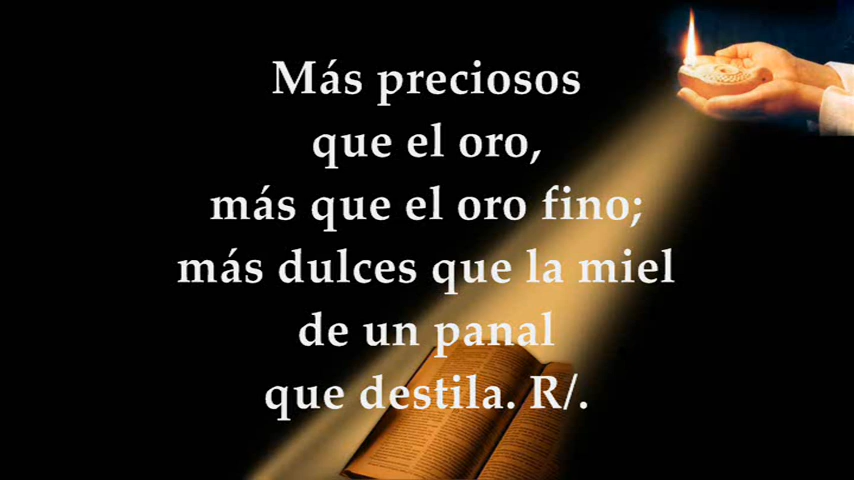 Más preciosos
que el oro,
más que el oro fino;
más dulces que la miel
de un panal
que destila. R/.